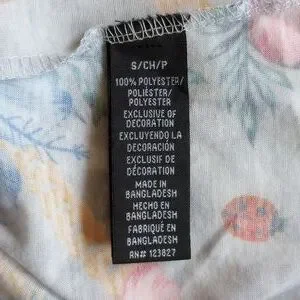 S/CH/P
100% POLYESTER/
POLIÉSTER/
POLYESTER
EXCLUSIVE OF
DECORATION
EXCLUYENDO LA
DECORACIÓN
EXCLUSIF DE
DÉCORATION
MADE IN
BANGLADESH
HECHO EN
BANGLADESH
FABRIQUÉ EN
BANGLADESH
RN# 123827